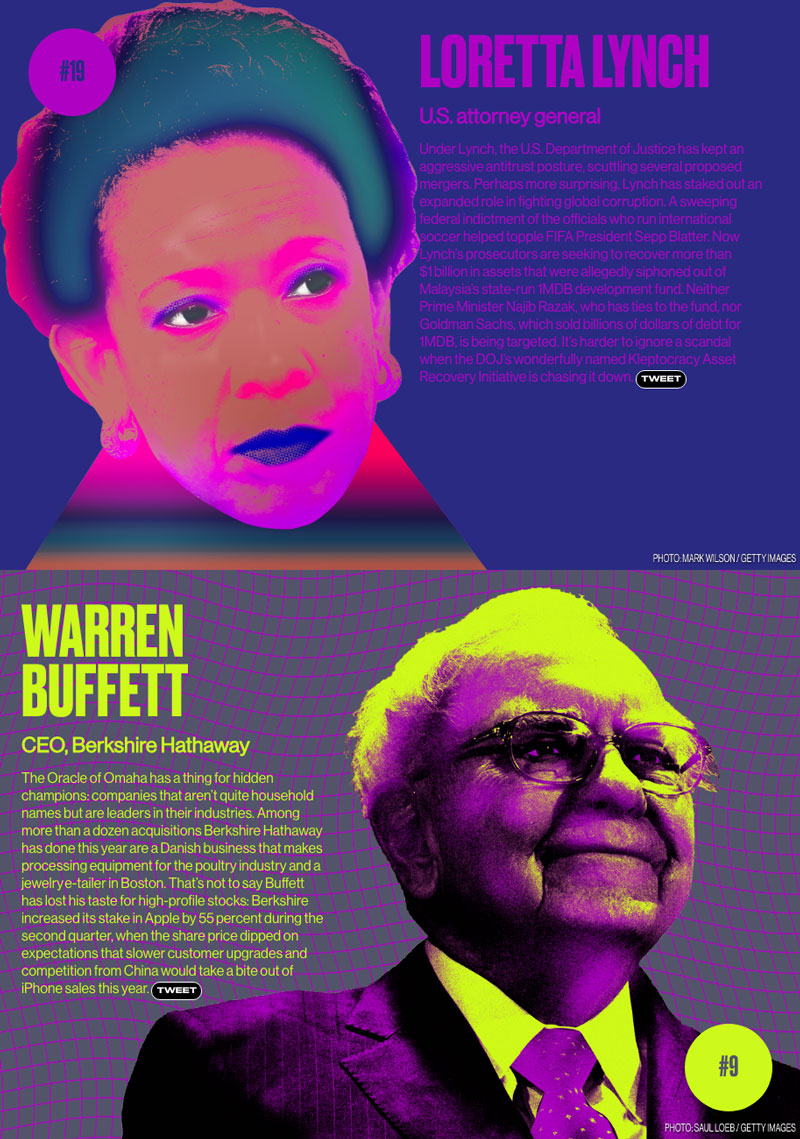 #19
LORETTA LYNCH
U.S. attorney general
Under Lynch, the U.S. Department of Justice has kept an
aggressive antitrust posture, scuttling several proposed
mergers. Perhaps more surprising, Lynch has staked out an
expanded role in fighting global corruption. A sweeping
federal indictment of the officials who run international
soccer helped topple FIFA President Sepp Blatter. Now
Lynch's prosecutors are seeking to recover more than
$1 billion in assets that were allegedly siphoned out of
Malaysia's state-run 1MDB development fund. Neither
Prime Minister Najib Razak, who has ties to the fund, nor
Goldman Sachs, which sold billions of dollars of debt for
1MDB, is being targeted. It's harder to ignore a scandal
when the DOJ's wonderfully named Kleptocracy Asset
Recovery Initiative is chasing it down. TWEET
PHOTO: MARK WILSON / GETTY IMAGES
WARREN
BUFFETT
CEO, Berkshire Hathaway
The Oracle of Omaha has a thing for hidden
champions: companies that aren't quite household
names but are leaders in their industries. Among
more than a dozen acquisitions Berkshire Hathaway
has done this year are a Danish business that makes
processing equipment for the poultry industry and a
jewelry e-tailer in Boston. That's not to say Buffett
has lost his taste for high-profile stocks: Berkshire
increased its stake in Apple by 55 percent during the
second quarter, when the share price dipped on
expectations that slower customer upgrades and
competition from China would take a bite out of
iPhone sales this year. TWEET
#9
PHOTO: SAUL LOEB / GETTY IMAGES